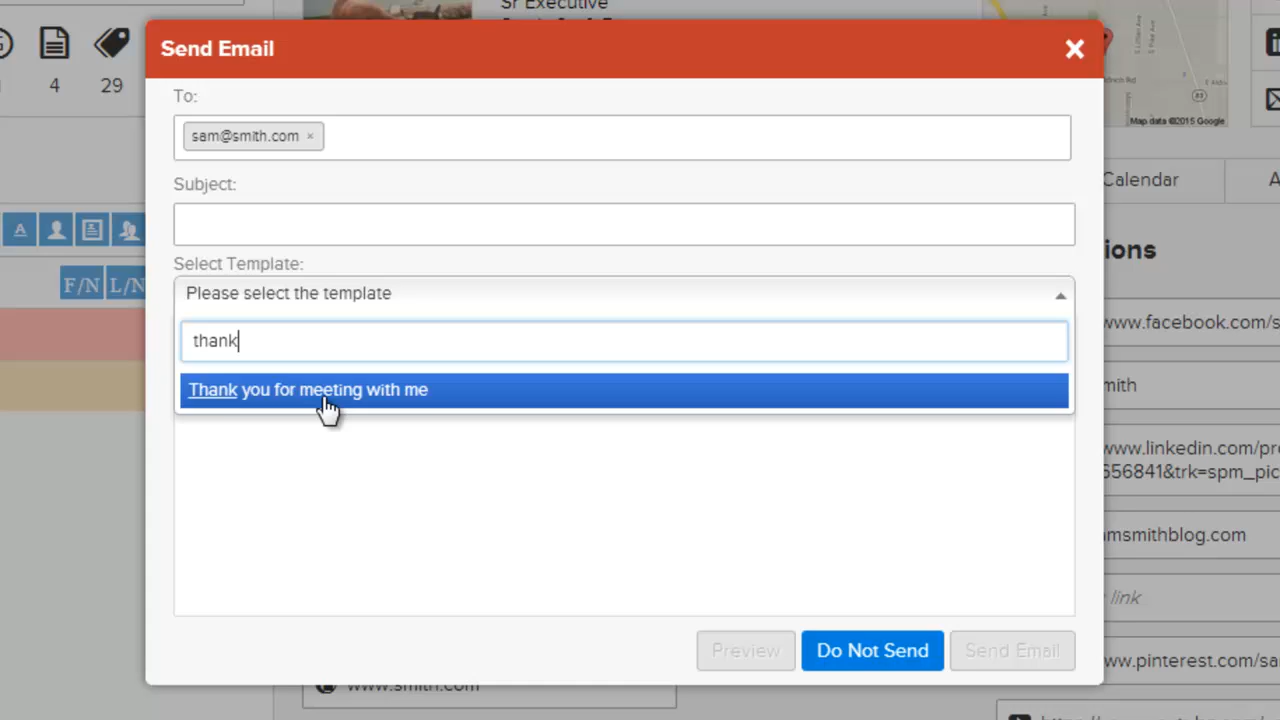 Sr Executive
4
29
Send Email
To:
sam@smith.com ×
Subject:
Select Template:
Please select the template
thank
Thank you for meeting with me
Preview
Do Not Send
Send Email
A
F/N
L/N
Map data ©2015 Google
83
Calendar
A
ions
www.facebook.com/s
mith
www.linkedin.com/pr
656841&trk=spm_pic
msmithblog.com
link
www.pinterest.com/sa
www.smith.com